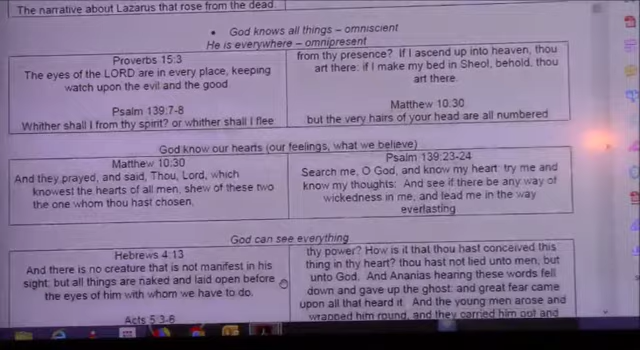 The narrative about Lazarus that rose from the dead.
• God knows all things – omniscient
He is everywhere – omnipresent
Proverbs 15:3
The eyes of the LORD are in every place, keeping
watch upon the evil and the good
Psalm 139:7-8
Whither shall I from thy spirit? or whither shall I flee
from thy presence? If I ascend up into heaven, thou
art there: if I make my bed in Sheol, behold, thou
art there.
Matthew 10:30
but the very hairs of your head are all numbered
God know our hearts (our feelings, what we believe)
Matthew 10:30
And they prayed, and said, Thou, Lord, which
knowest the hearts of all men, shew of these two
the one whom thou hast chosen,
Psalm 139:23-24
Search me, O God, and know my heart: try me and
know my thoughts: And see if there be any way of
wickedness in me, and lead me in the way
everlasting
God can see everything
Hebrews 4:13
And there is no creature that is not manifest in his
sight: but all things are naked and laid open before
the eyes of him with whom we have to do.
Acts 5:3-6
thy power? How is it that thou hast conceived this
thing in thy heart? thou hast not lied unto men, but
unto God. And Ananias hearing these words fell
down and gave up the ghost: and great fear came
upon all that heard it. And the young men arose and
wrapped him round, and they carried him out and